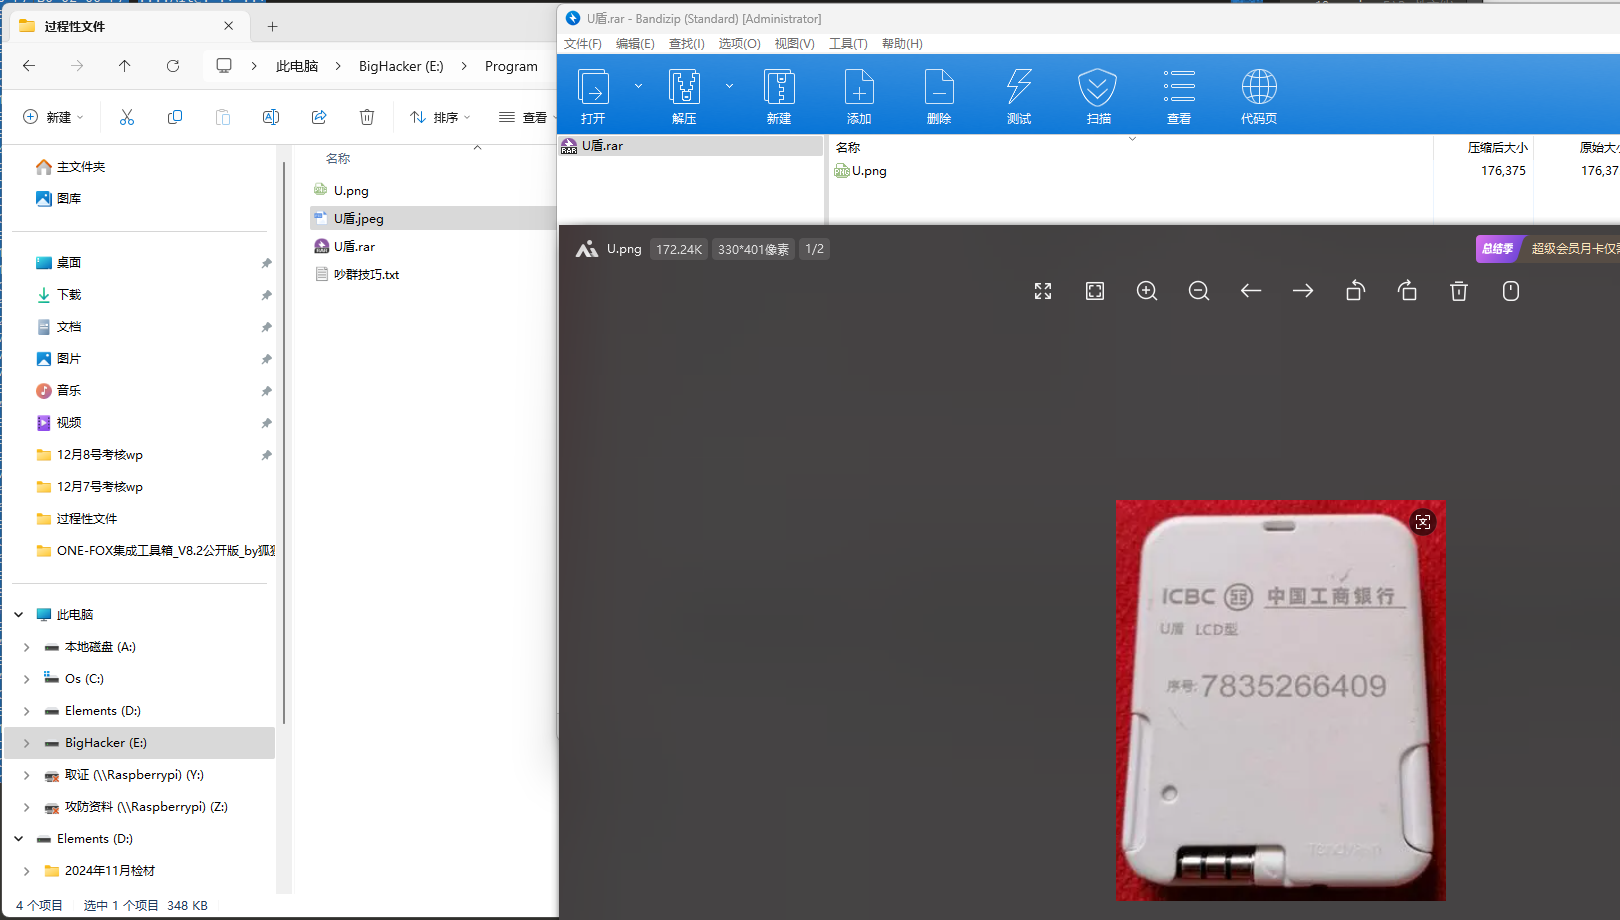 过程性文件
此电脑
BigHacker (E:)
Program
新建
排序
查看
主文件夹
图库
桌面
下载
文档
图片
音乐
视频
12月8号考核wp
12月7号考核wp
过程性文件
ONE-FOX集成工具箱_V8.2公开版_by狐狸
此电脑
本地磁盘 (A:)
Os (C:)
Elements (D:)
BigHacker (E:)
取证 (\\Raspberrypi) (Y:)
攻防资料 (\\Raspberrypi) (Z:)
Elements (D:)
2024年11月检材
4 个项目
选中 1 个项目 348 KB
名称
U.png
U盾.jpeg
U盾.rar
吵群技巧.txt
U盾.rar - Bandizip (Standard) [Administrator]
文件(F) 编辑(E) 查找(I) 选项(O) 视图(V) 工具(T) 帮助(H)
打开 解压 新建 添加 删除 测试 扫描 查看 代码页
U盾.rar
名称 压缩后大小 原始大
U.png 176,375 176,37
U.png 172.24K 330*401像素 1/2
总结季 超级会员月卡仅
ICBC 中国工商银行
U盾 LCD型
序号:7835266409